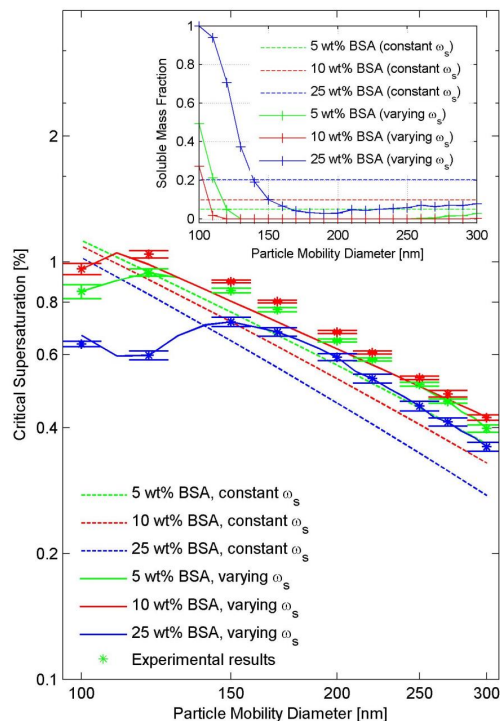 5 wt% BSA (constant ωs)
10 wt% BSA (constant ωs)
25 wt% BSA (constant ωs)
5 wt% BSA (varying ωs)
10 wt% BSA (varying ωs)
25 wt% BSA (varying ωs)
Soluble Mass Fraction
1
0.8
0.6
0.4
0.2
0
100 150 200 250 300
Particle Mobility Diameter [nm]
Critical Supersaturation [%]
2
1
0.8
0.6
0.4
0.2
0.1
5 wt% BSA, constant ωs
10 wt% BSA, constant ωs
25 wt% BSA, constant ωs
5 wt% BSA, varying ωs
10 wt% BSA, varying ωs
25 wt% BSA, varying ωs
Experimental results
100 150 200 250 300
Particle Mobility Diameter [nm]